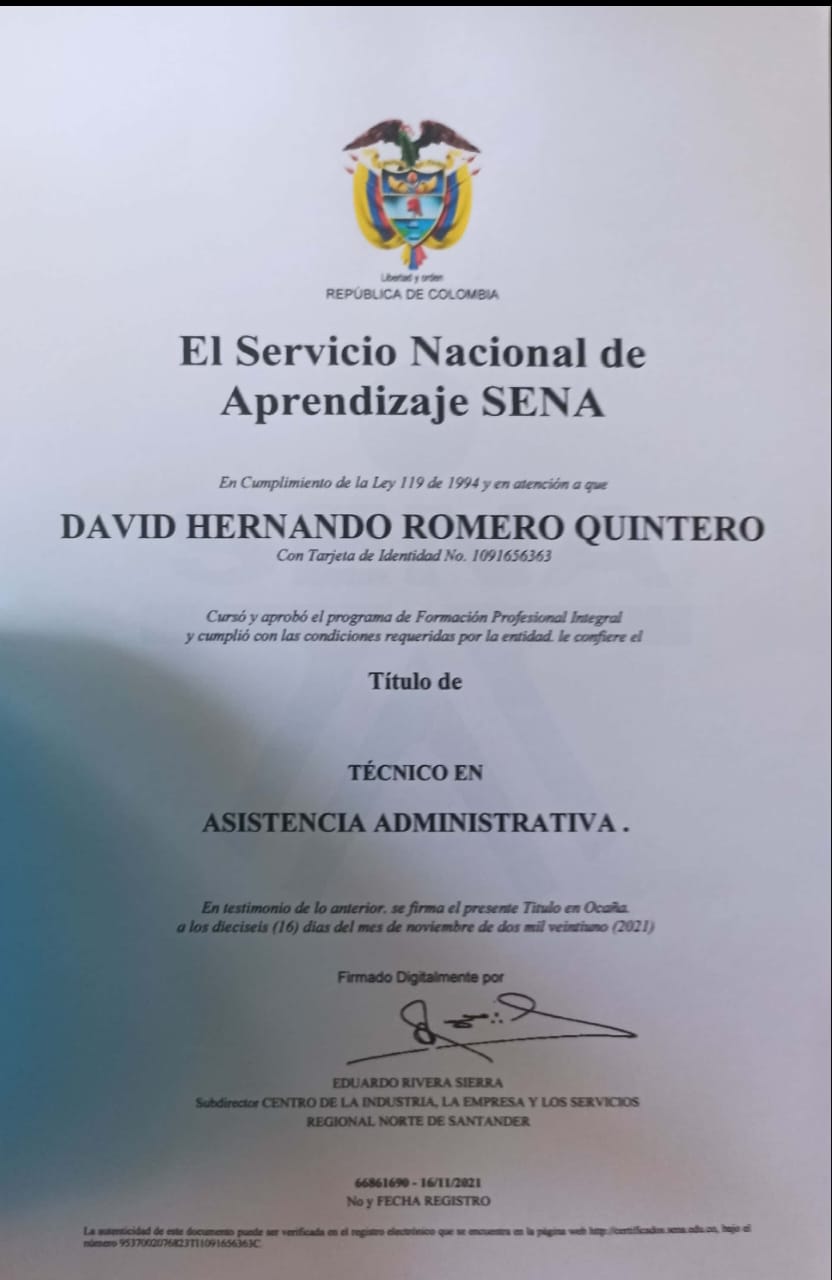 Libertad y orden
REPÚBLICA DE COLOMBIA
El Servicio Nacional de
Aprendizaje SENA
En Cumplimiento de la Ley 119 de 1994 y en atención a que
DAVID HERNANDO ROMERO QUINTERO
Con Tarjeta de Identidad No. 1091656363
Cursó y aprobó el programa de Formación Profesional Integral
y cumplió con las condiciones requeridas por la entidad, le confiere el
Título de
TÉCNICO EN
ASISTENCIA ADMINISTRATIVA .
En testimonio de lo anterior, se firma el presente Título en Ocaña,
a los dieciseis (16) días del mes de noviembre de dos mil veintiuno (2021)
Firmado Digitalmente por
EDUARDO RIVERA SIERRA
Subdirector CENTRO DE LA INDUSTRIA, LA EMPRESA Y LOS SERVICIOS
REGIONAL NORTE DE SANTANDER
66861690 - 16/11/2021
No y FECHA REGISTRO
La autenticidad de este documento puede ser verificada en el registro electrónico que se encuentra en la página web http://certificados.sena.edu.co, bajo el
número 9537002076823TI1091656363C.